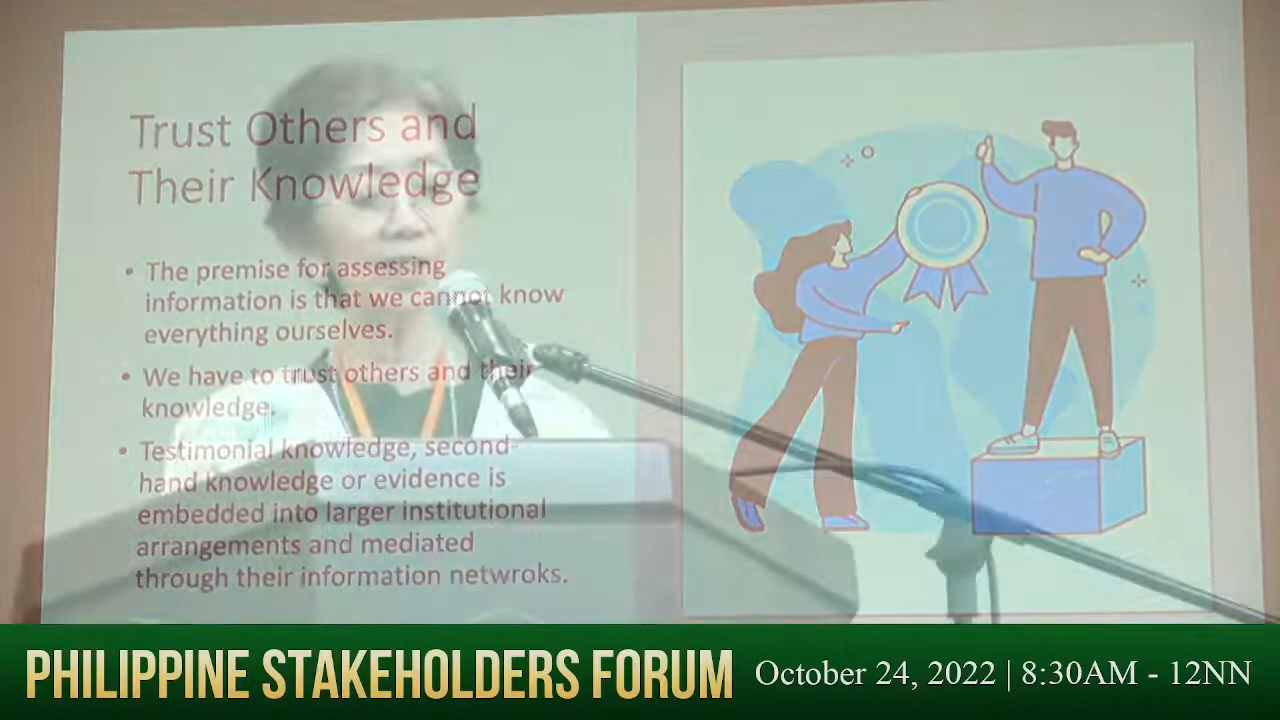 Trust Others and
Their Knowledge
• The premise for assessing
information is that we cannot know
everything ourselves.
• We have to trust others and their
knowledge.
• Testimonial knowledge, second-
hand knowledge or evidence is
embedded into larger institutional
arrangements and mediated
through their information netwroks.
PHILIPPINE STAKEHOLDERS FORUM
October 24, 2022 | 8:30AM - 12NN